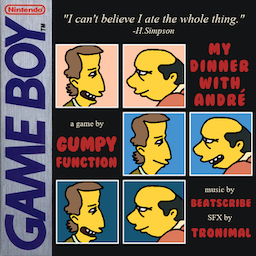 Nintendo
GAME BOY
TM
"I can't believe I ate the whole thing."
-H.Simpson
MY
DINNER
WITH
ANDRÉ
a game by
GUMPY
FUNCTION
music by
BEATSCRIBE
SFX by
TRONIMAL